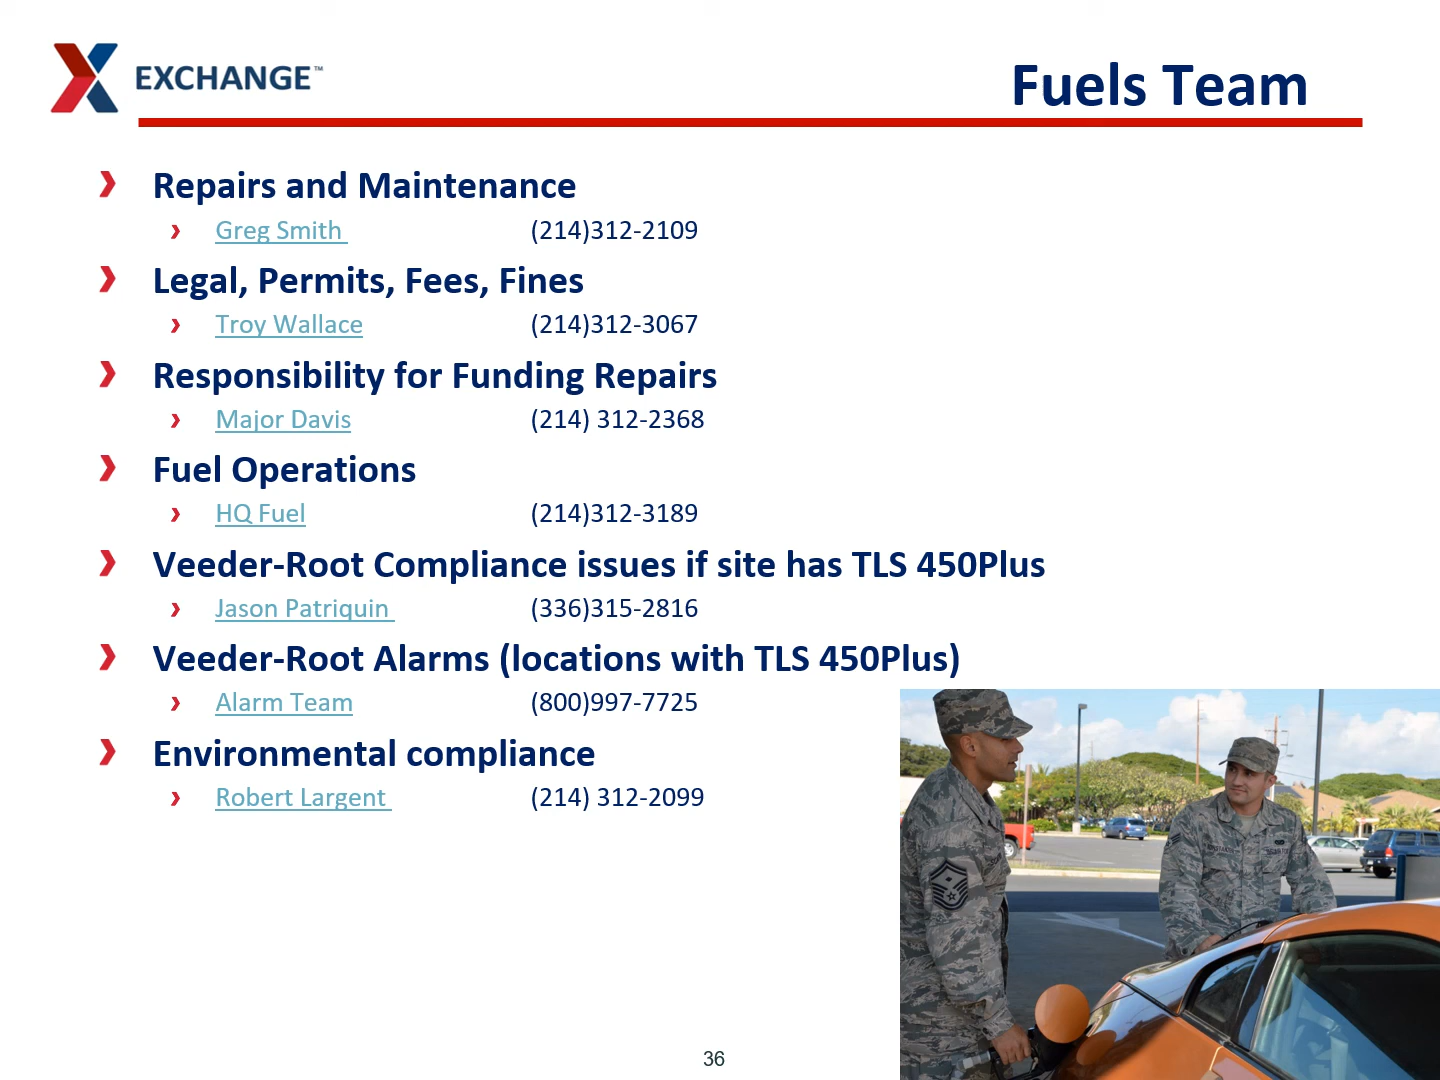 EXCHANGE™
Fuels Team
Repairs and Maintenance
Greg Smith (214)312-2109
Legal, Permits, Fees, Fines
Troy Wallace (214)312-3067
Responsibility for Funding Repairs
Major Davis (214) 312-2368
Fuel Operations
HQ Fuel (214)312-3189
Veeder-Root Compliance issues if site has TLS 450Plus
Jason Patriquin (336)315-2816
Veeder-Root Alarms (locations with TLS 450Plus)
Alarm Team (800)997-7725
Environmental compliance
Robert Largent (214) 312-2099
36